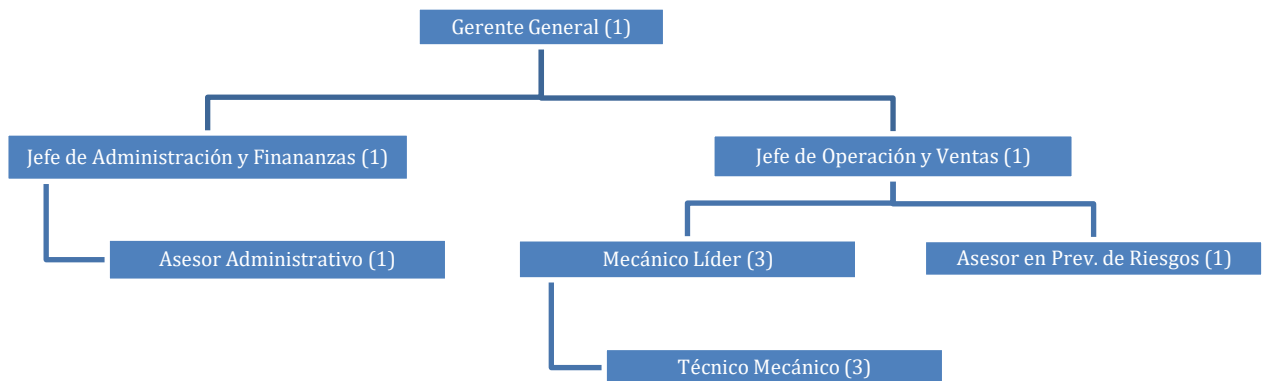 Gerente General (1)
Jefe de Administración y Finananzas (1)
Jefe de Operación y Ventas (1)
Asesor Administrativo (1)
Mecánico Líder (3)
Asesor en Prev. de Riesgos (1)
Técnico Mecánico (3)